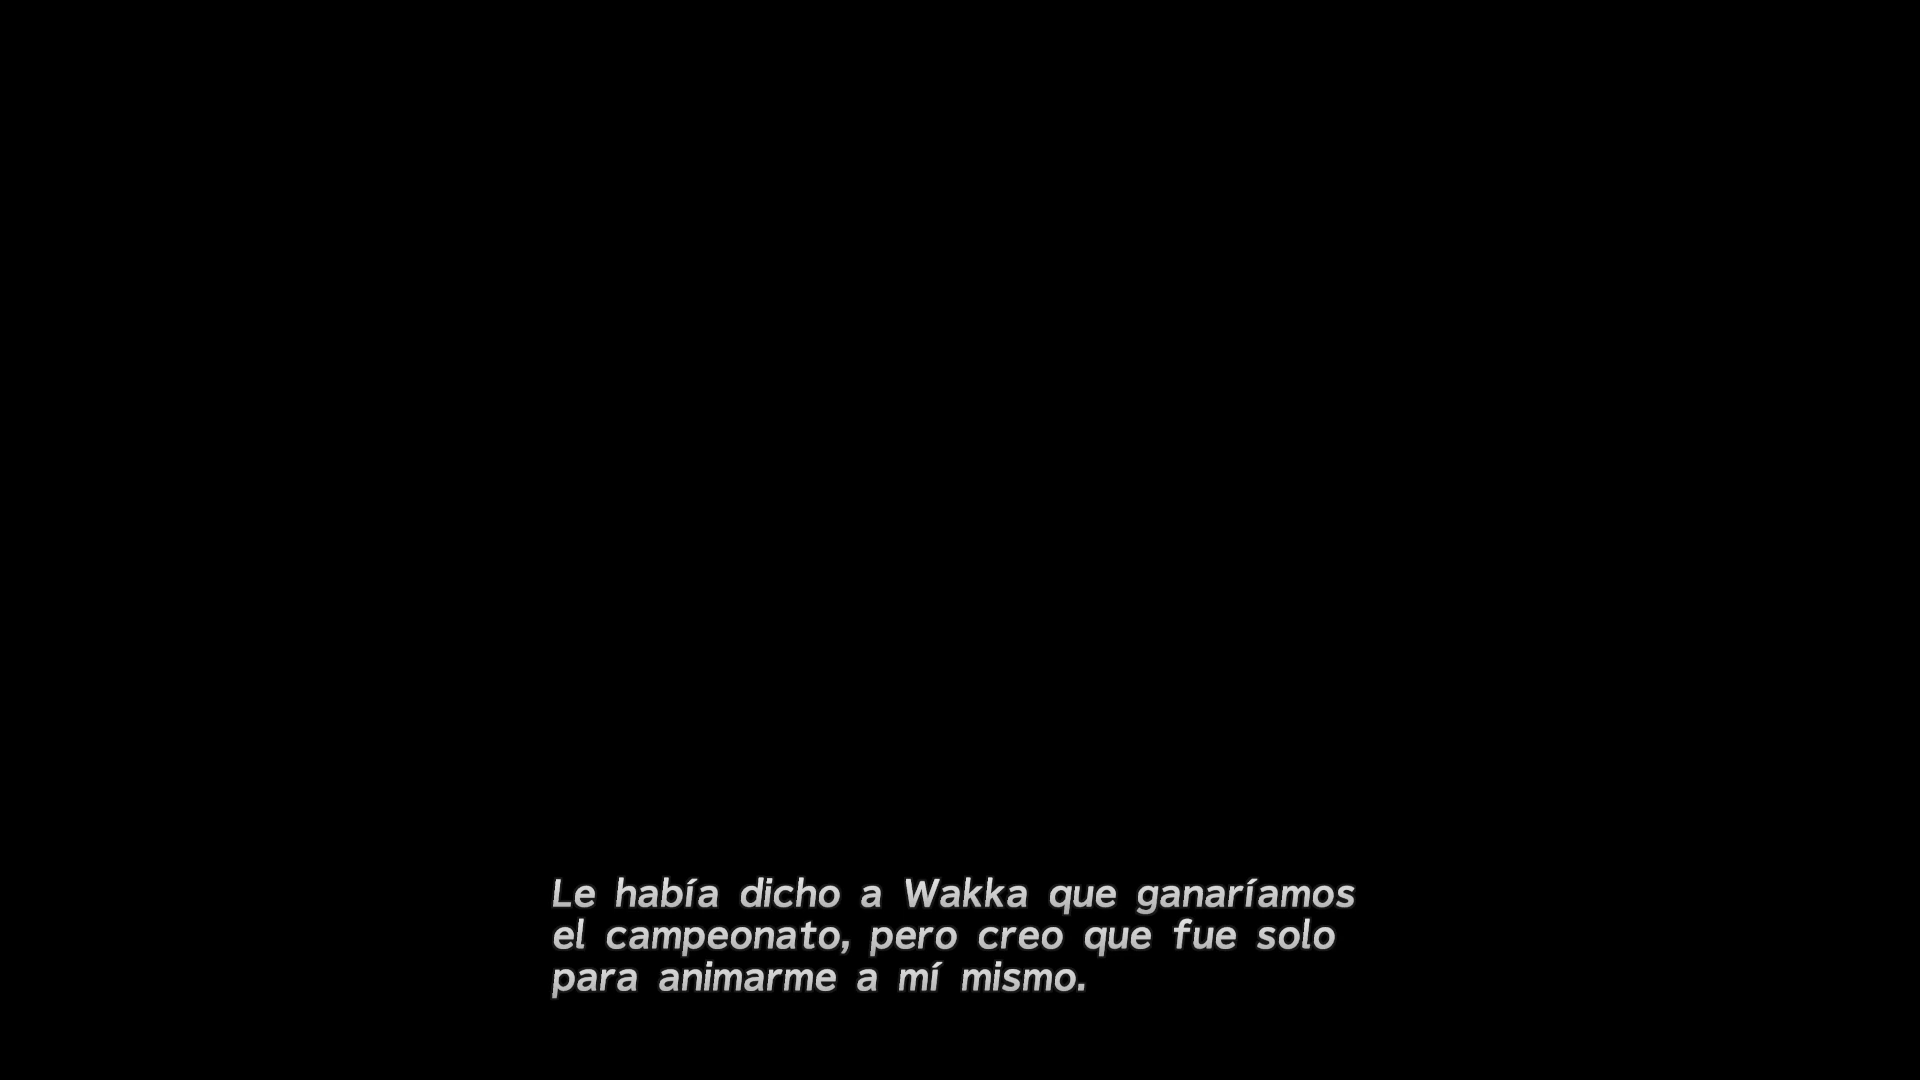 Le había dicho a Wakka que ganaríamos
el campeonato, pero creo que fue solo
para animarme a mí mismo.